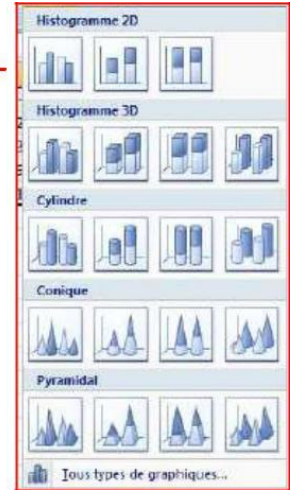 Histogramme 2D
Histogramme 3D
Cylindre
Conique
Pyramidal
Tous types de graphiques...